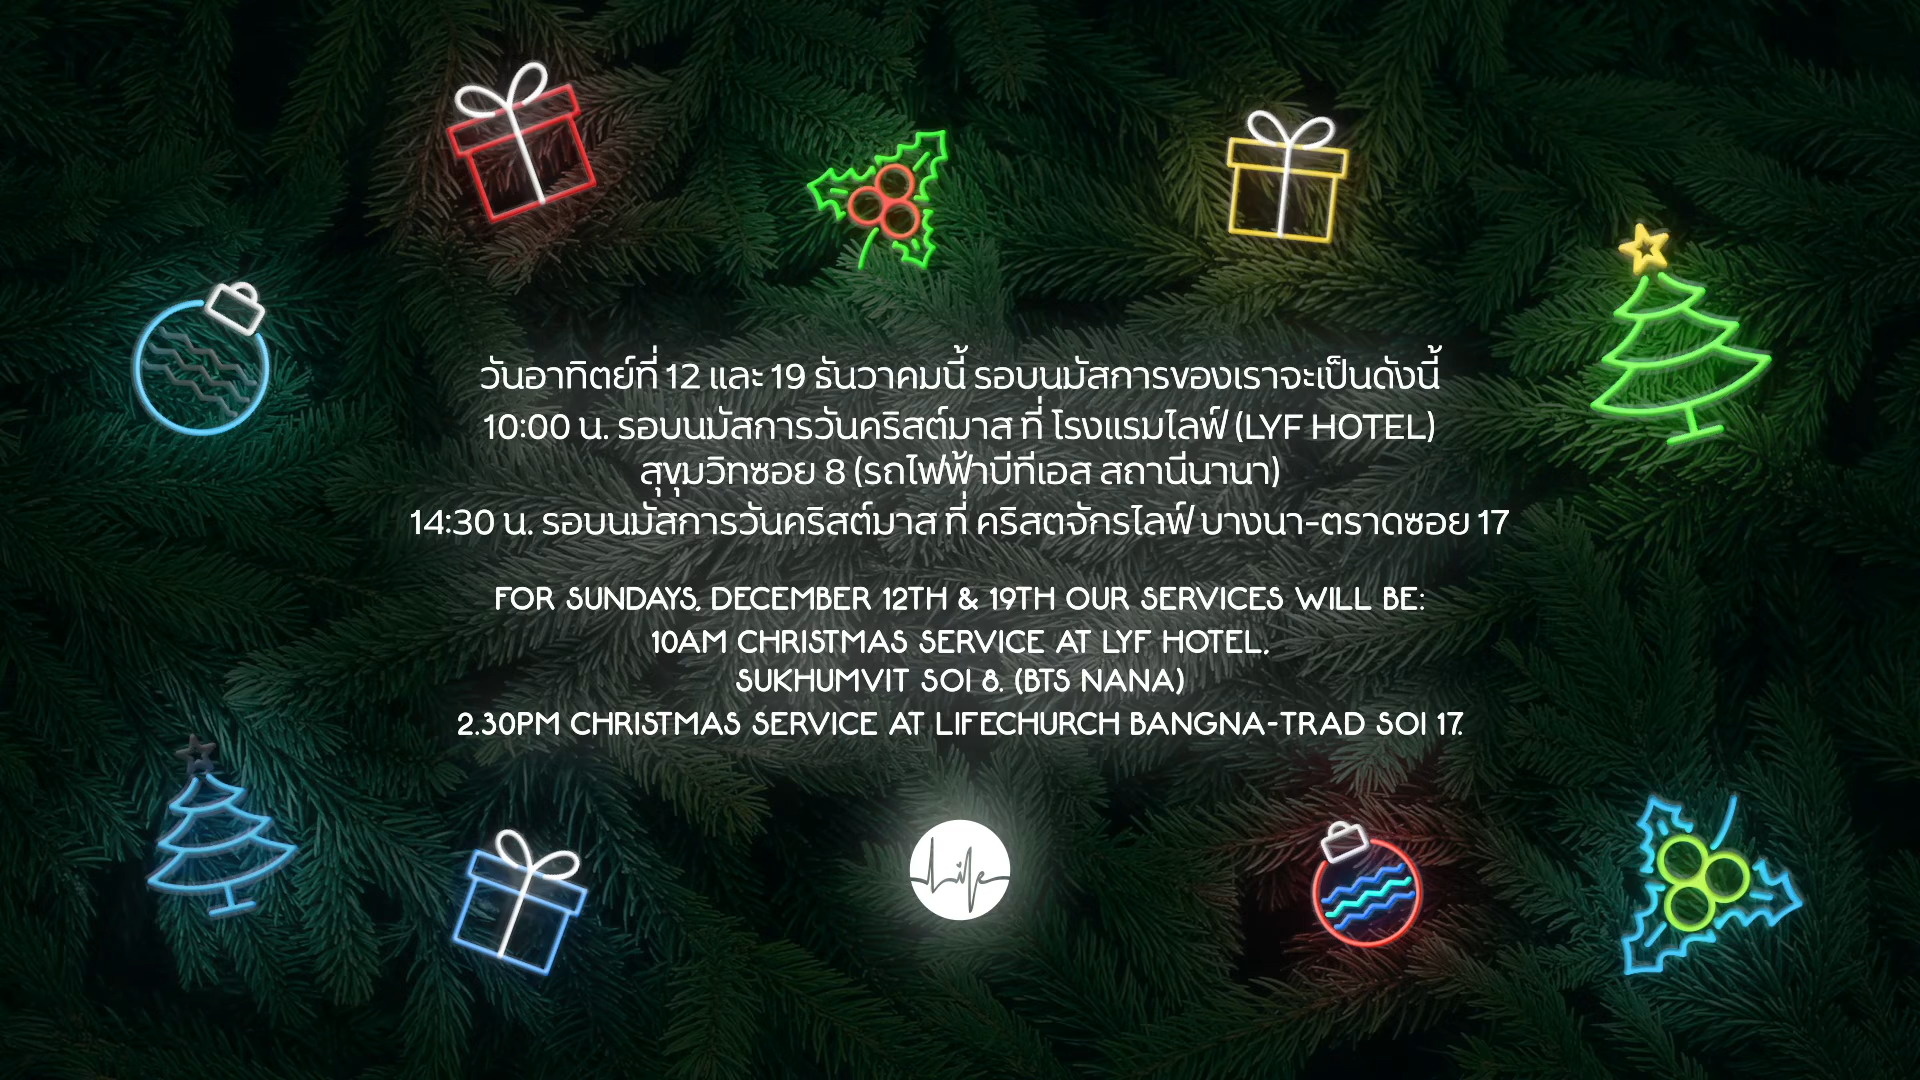 วันอาทิตย์ที่ 12 และ 19 ธันวาคมนี้ รอบนมัสการของเราจะเป็นดังนี้
10:00 น. รอบนมัสการวันคริสต์มาส ที่ โรงแรมไลฟ์ (LYF HOTEL)
สุขุมวิทซอย 8 (รถไฟฟ้าบีทีเอส สถานีนานา)
14:30 น. รอบนมัสการวันคริสต์มาส ที่ คริสตจักรไลฟ์ บางนา-ตราดซอย 17
FOR SUNDAYS, DECEMBER 12TH & 19TH OUR SERVICES WILL BE:
10AM CHRISTMAS SERVICE AT LYF HOTEL,
SUKHUMVIT SOI 8. (BTS NANA)
2.30PM CHRISTMAS SERVICE AT LIFECHURCH BANGNA-TRAD SOI 17.
Life